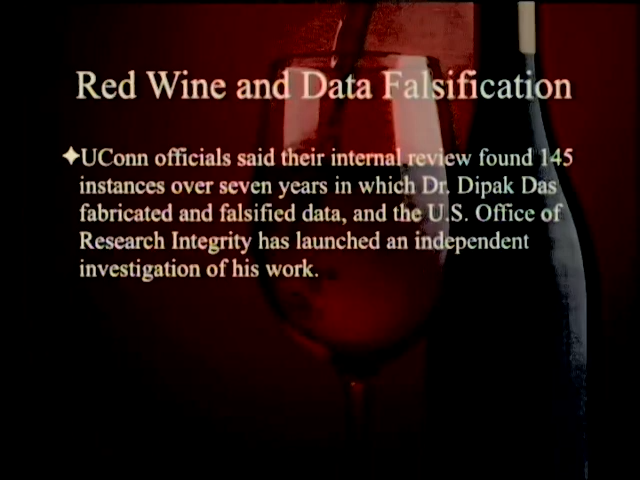 Red Wine and Data Falsification
✦UConn officials said their internal review found 145
instances over seven years in which Dr. Dipak Das
fabricated and falsified data, and the U.S. Office of
Research Integrity has launched an independent
investigation of his work.